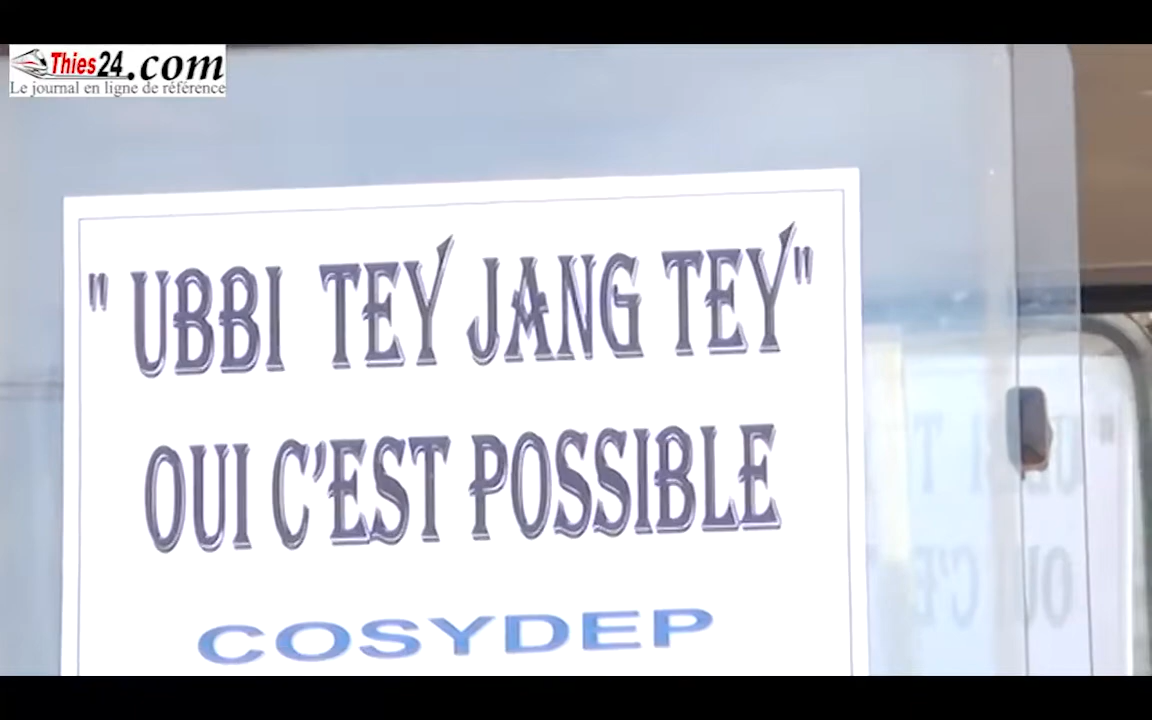 Thies24.com
Le journal en ligne de référence
" UBBI TEY JANG TEY"
OUI C'EST POSSIBLE
COSYDEP